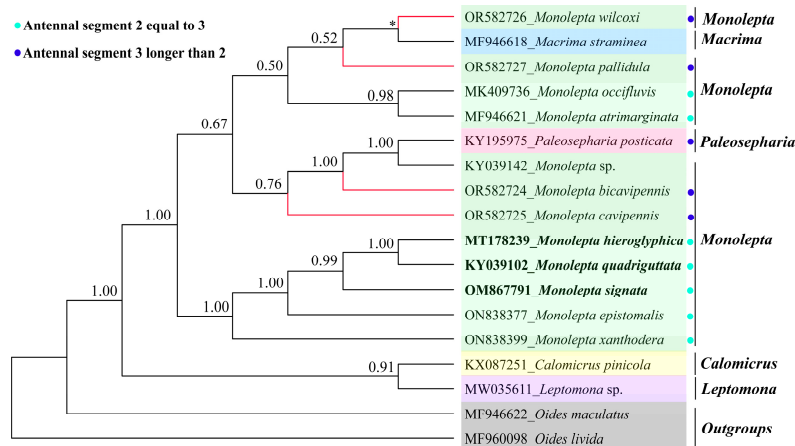 Antennal segment 2 equal to 3
Antennal segment 3 longer than 2
*
0.52
0.50
0.98
0.67
1.00
1.00
0.76
1.00
1.00
0.99
1.00
1.00
1.00
0.91
OR582726_Monolepta wilcoxi
MF946618_Macrima straminea
OR582727_Monolepta pallidula
MK409736_Monolepta occifluvis
MF946621_Monolepta atrimarginata
KY195975_Paleosepharia posticata
KY039142_Monolepta sp.
OR582724_Monolepta bicavipennis
OR582725_Monolepta cavipennis
MT178239_Monolepta hieroglyphica
KY039102_Monolepta quadriguttata
OM867791_Monolepta signata
ON838377_Monolepta epistomalis
ON838399_Monolepta xanthodera
KX087251_Calomicrus pinicola
MW035611_Leptomona sp.
MF946622_Oides maculatus
MF960098_Oides livida
Monolepta
Macrima
Monolepta
Paleosepharia
Monolepta
Calomicrus
Leptomona
Outgroups